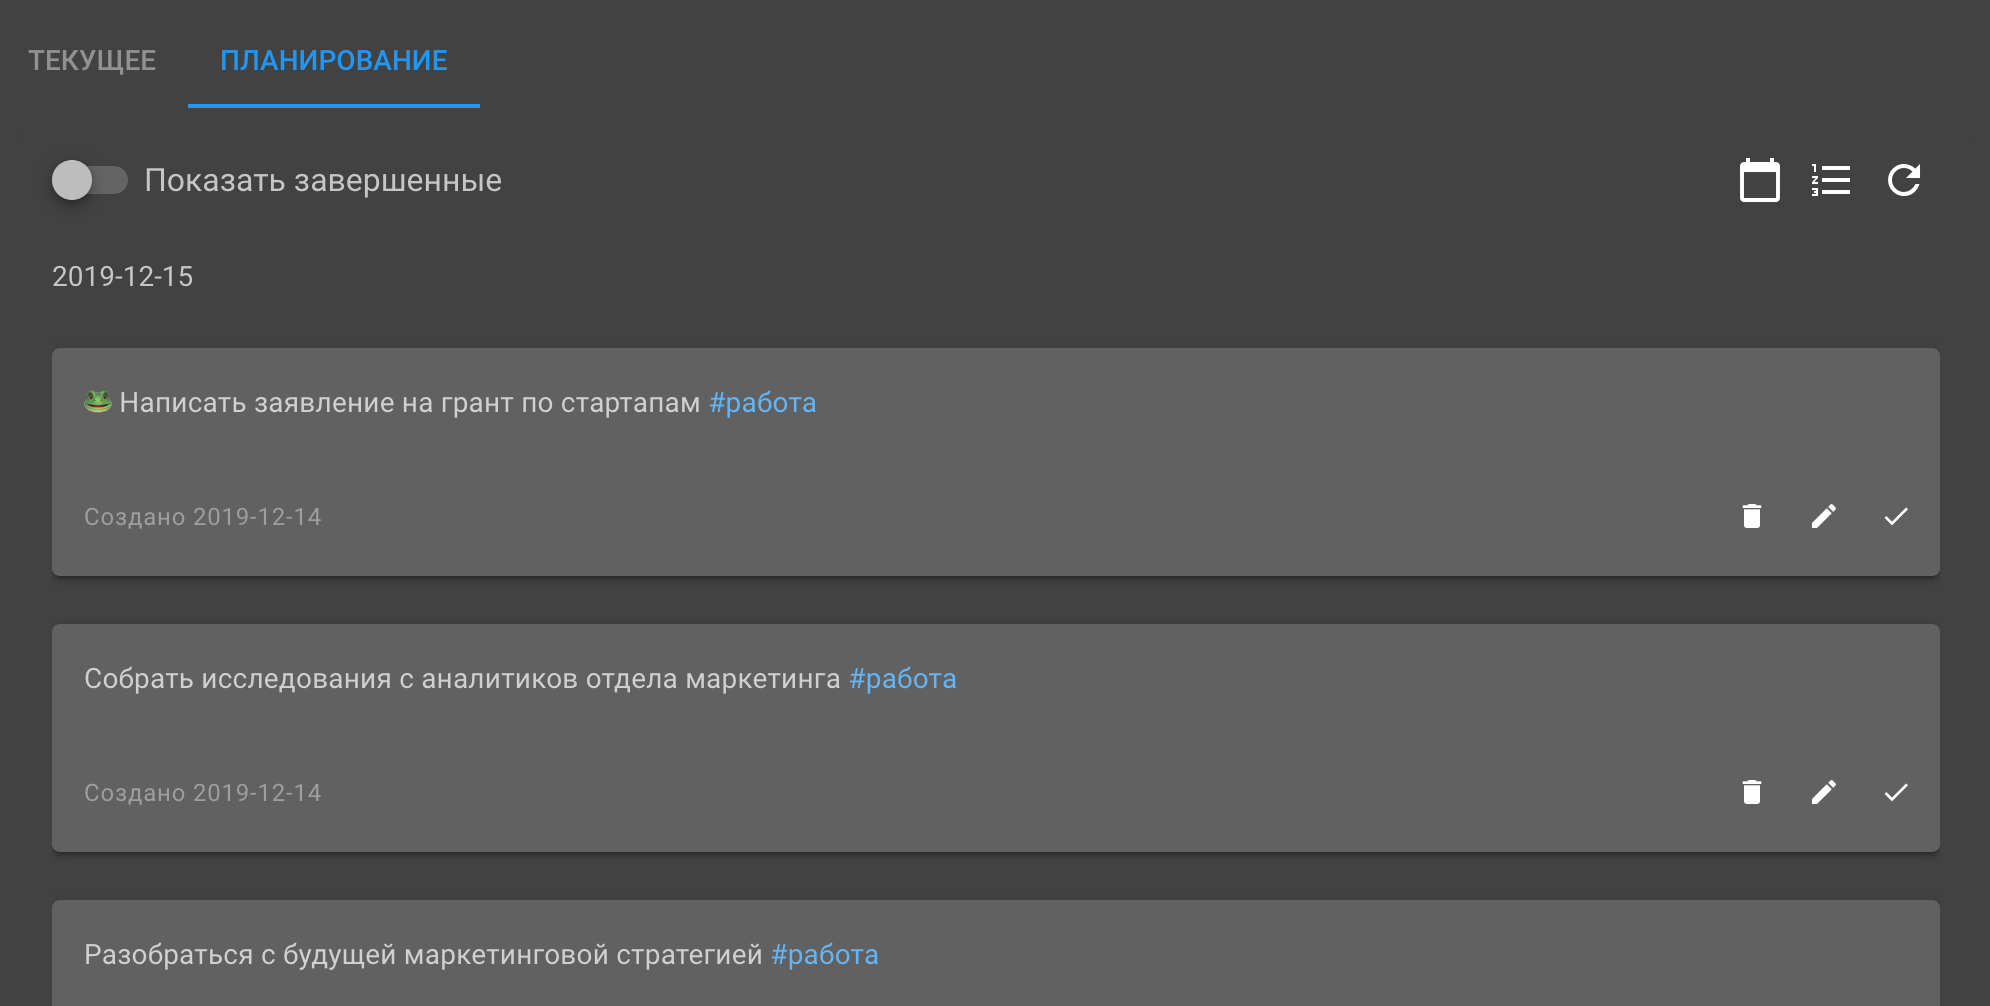 ТЕКУЩЕЕ ПЛАНИРОВАНИЕ
Показать завершенные
2019-12-15
🐸 Написать заявление на грант по стартапам #работа
Создано 2019-12-14
Собрать исследования с аналитиков отдела маркетинга #работа
Создано 2019-12-14
Разобраться с будущей маркетинговой стратегией #работа